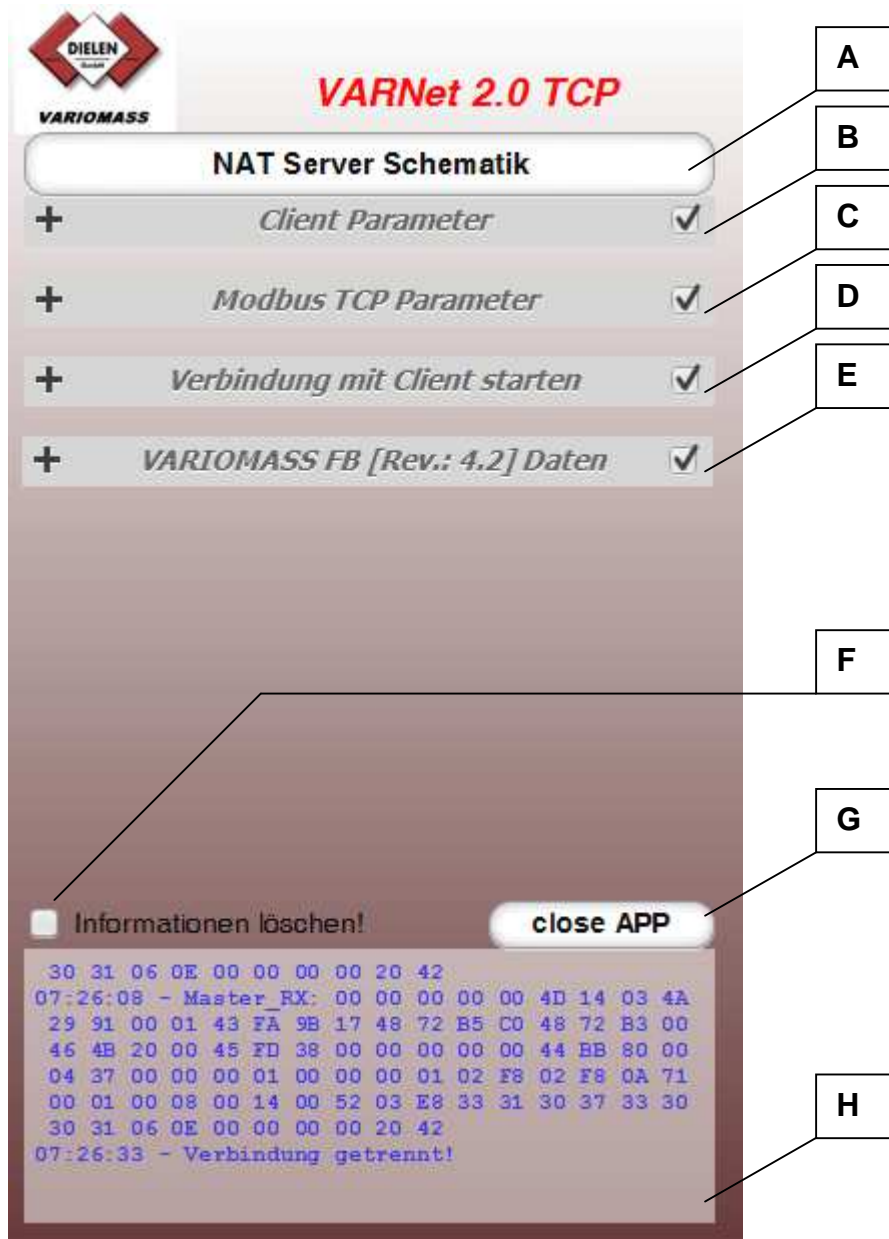 DIELEN
GmbH
VARIOMASS
VARNet 2.0 TCP
A
NAT Server Schematik
B
+ Client Parameter
C
+ Modbus TCP Parameter
D
+ Verbindung mit Client starten
E
+ VARIOMASS FB [Rev.: 4.2] Daten
F
G
Informationen löschen!
close APP
30 31 06 0E 00 00 00 00 20 42
07:26:08 - Master_RX: 00 00 00 00 00 4D 14 03 4A
29 91 00 01 43 FA 9B 17 48 72 B5 C0 48 72 B3 00
46 4B 20 00 45 FD 38 00 00 00 00 00 44 BB 80 00
04 37 00 00 00 01 00 00 00 01 02 F8 02 F8 0A 71
00 01 00 08 00 14 00 52 03 E8 33 31 30 37 33 30
30 31 06 0E 00 00 00 00 20 42
07:26:33 - Verbindung getrennt!
H